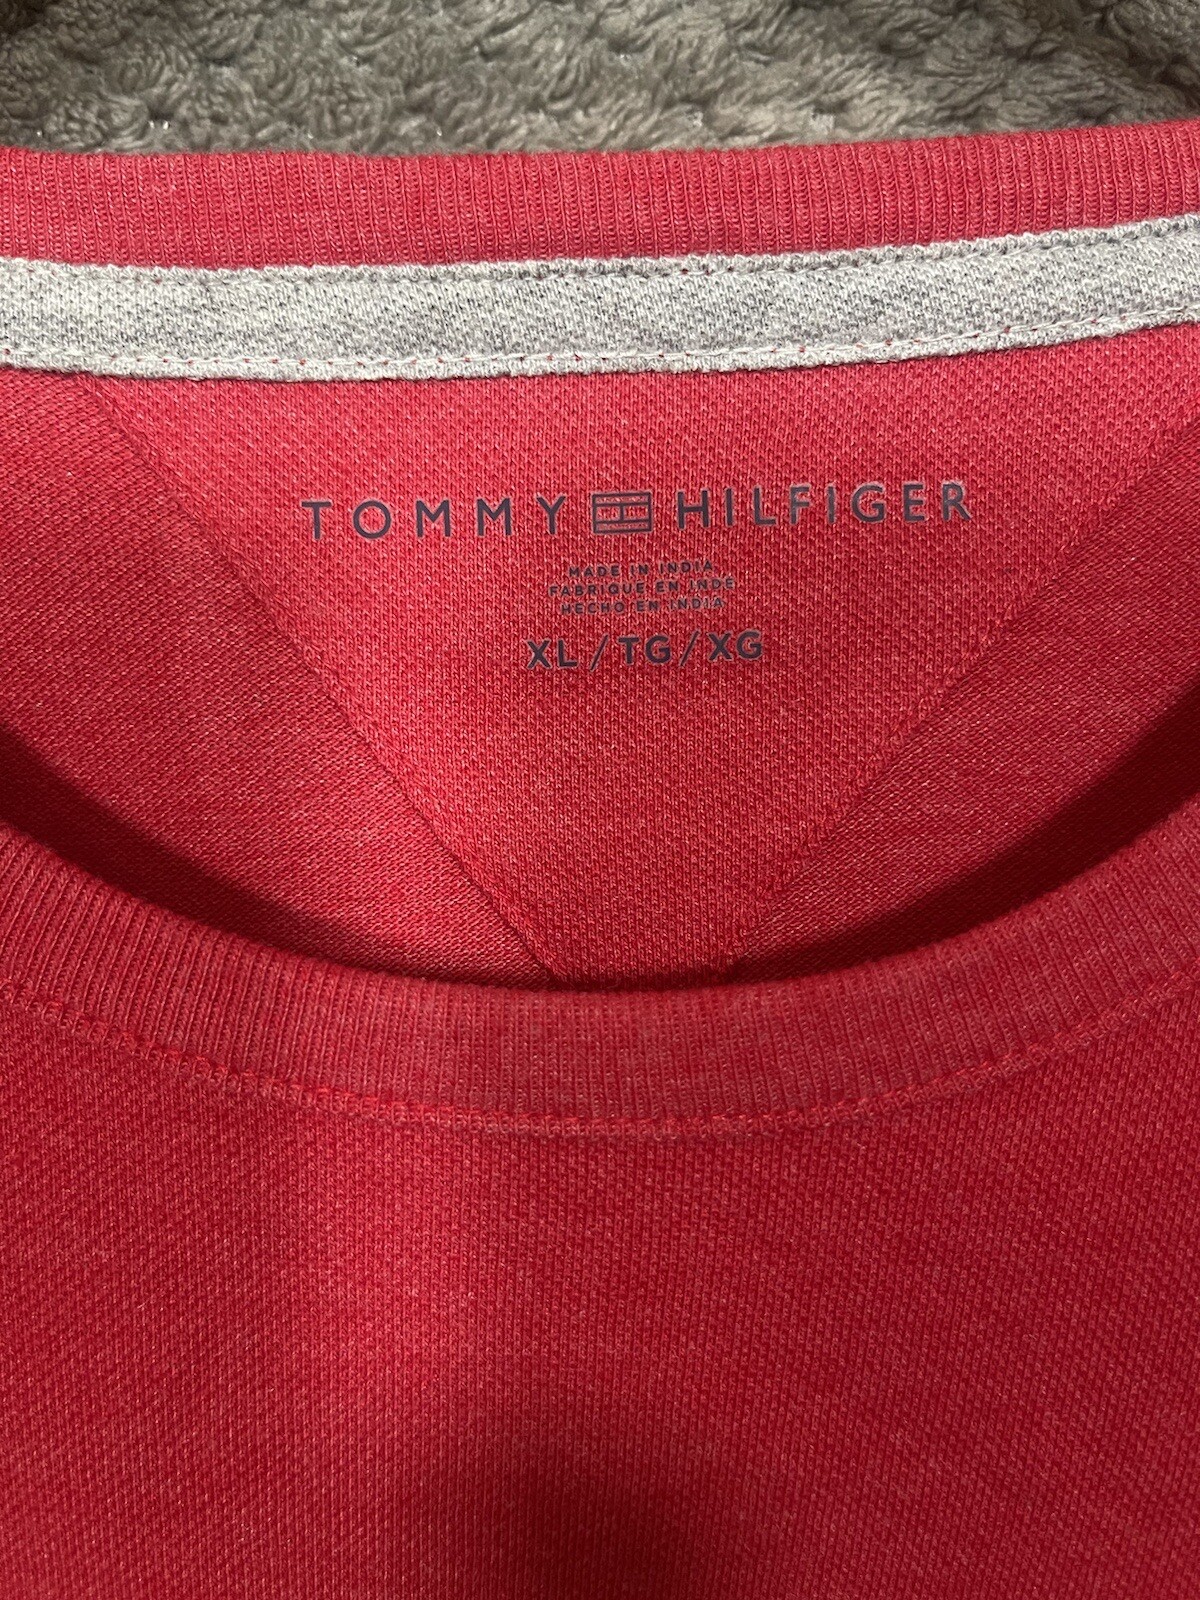 TOMMY HILFIGER
MADE IN INDIA
FABRIQUE EN INDE
HECHO EN INDIA
XL / TG / XG